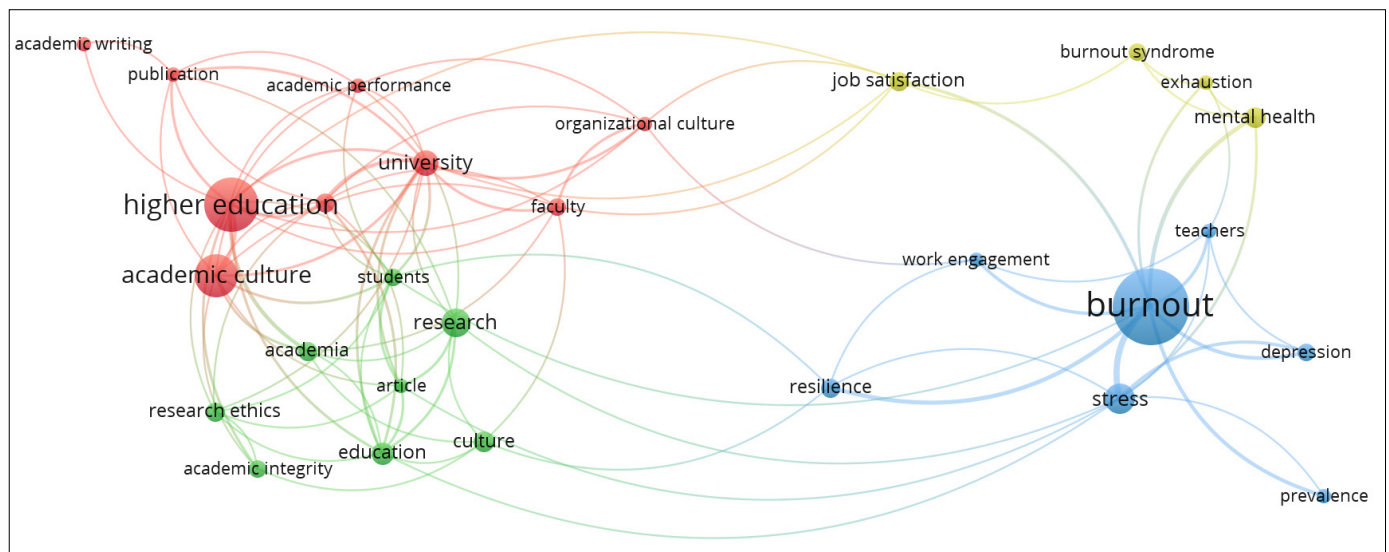 academic writing
publication
academic performance
organizational culture
university
higher education
faculty
academic culture
students
research
academia
article
research ethics
education
culture
academic integrity
job satisfaction
burnout syndrome
exhaustion
mental health
teachers
work engagement
burnout
depression
resilience
stress
prevalence